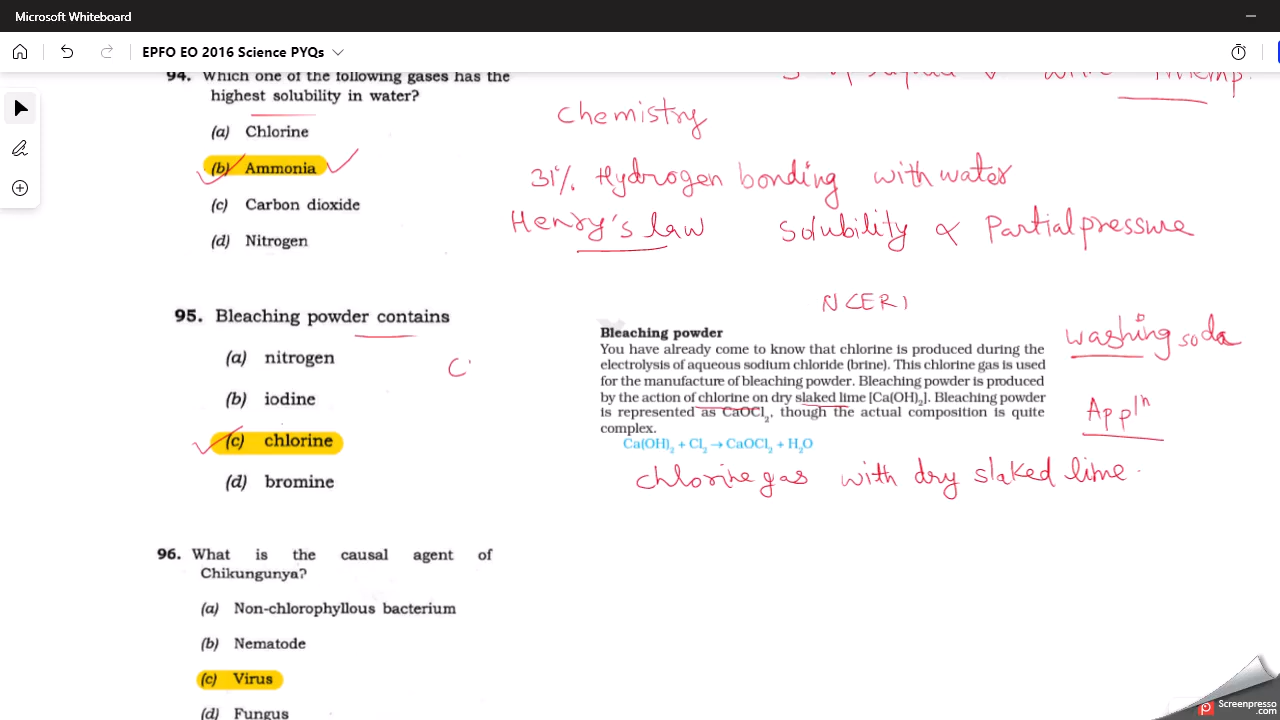 Microsoft Whiteboard
EPFO EO 2016 Science PYQs
94. Which one of the following gases has the
highest solubility in water?
(a) Chlorine
(b) Ammonia
(c) Carbon dioxide
(d) Nitrogen
chemistry
31% Hydrogen bonding with water
Henry's law Solubility ∝ Partial pressure
95. Bleaching powder contains
(a) nitrogen
(b) iodine
(c) chlorine
(d) bromine
Bleaching powder
You have already come to know that chlorine is produced during the
electrolysis of aqueous sodium chloride (brine). This chlorine gas is used
for the manufacture of bleaching powder. Bleaching powder is produced
by the action of chlorine on dry slaked lime [Ca(OH)₂]. Bleaching powder
is represented as CaOCl₂, though the actual composition is quite
complex.
Ca(OH)₂ + Cl₂ → CaOCl₂ + H₂O
washing soda
Appln
chlorine gas with dry slaked lime.
96. What is the causal agent of
Chikungunya?
(a) Non-chlorophyllous bacterium
(b) Nematode
(c) Virus
(d) Fungus
Screenpresso
.com